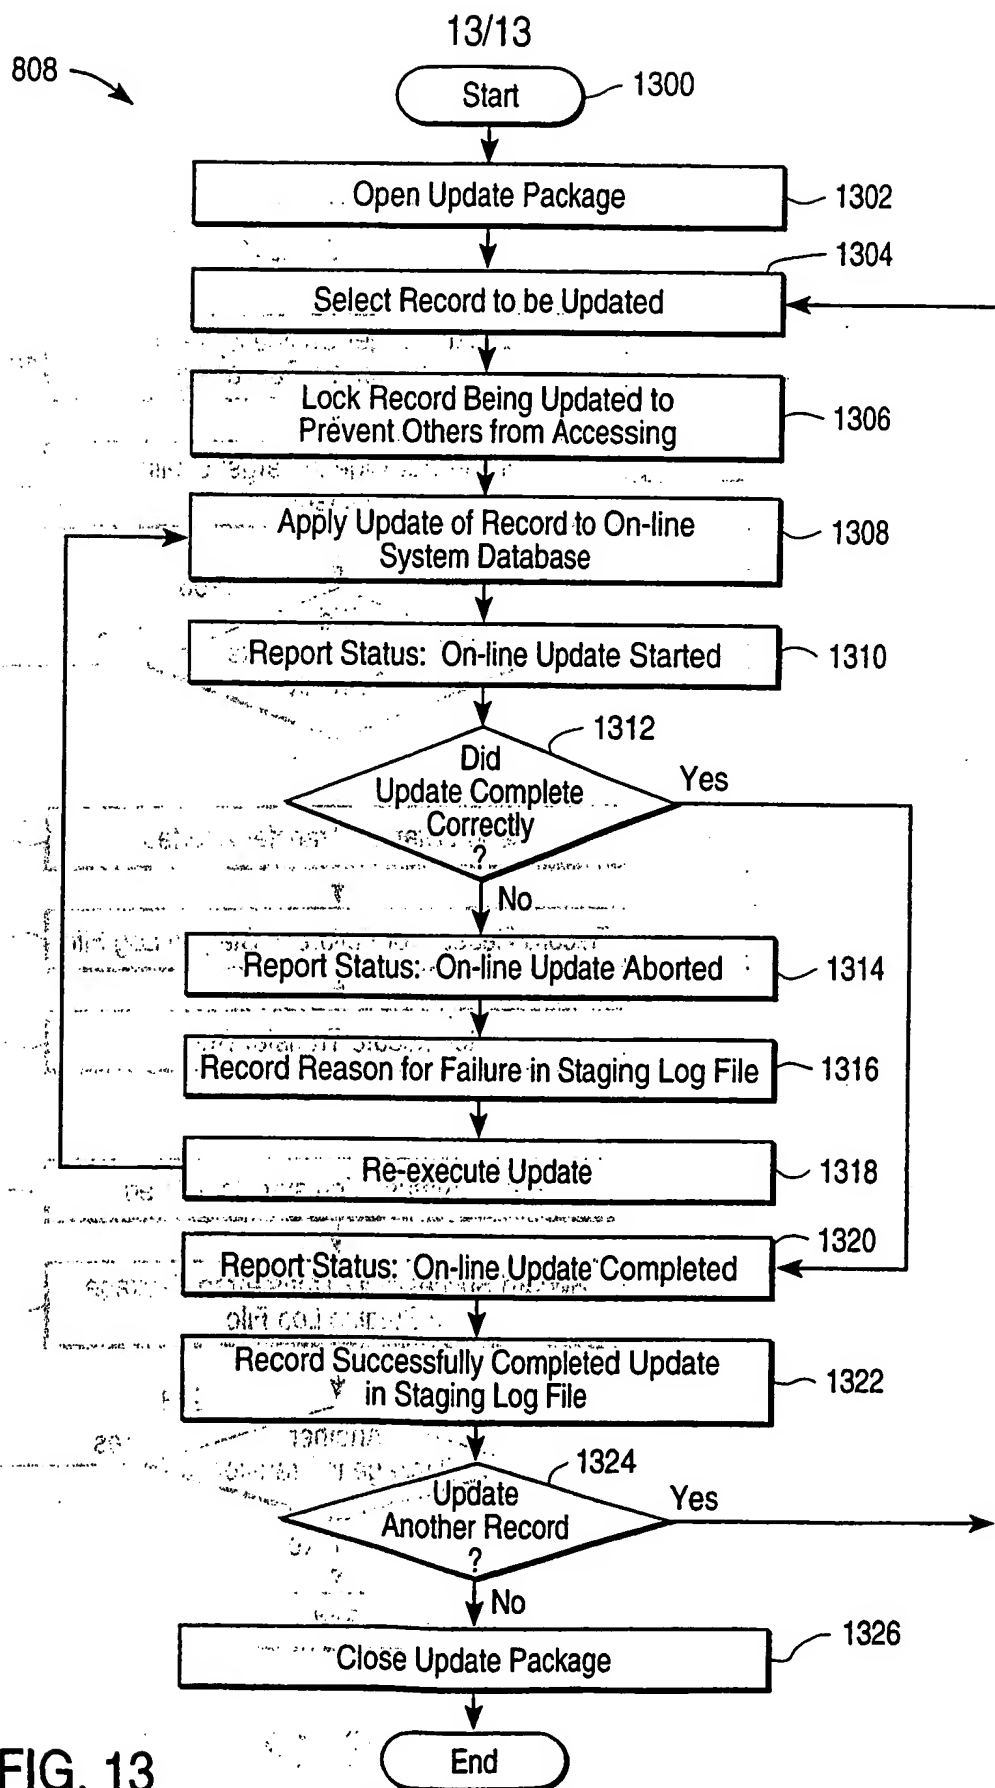 13/13
808
Start
1300
Open Update Package
1302
1304
Select Record to be Updated
Lock Record Being Updated to
Prevent Others from Accessing
1306
Apply Update of Record to On-line
System Database
1308
Report Status: On-line Update Started
1310
1312
Did
Update Complete
Correctly
?
Yes
No
Report Status: On-line Update Aborted
1314
Record Reason for Failure in Staging Log File
1316
Re-execute Update
1318
1320
Report Status: On-line Update Completed
Record Successfully Completed Update
in Staging Log File
1322
1324
Update
Another Record
?
Yes
No
1326
Close Update Package
End
FIG. 13